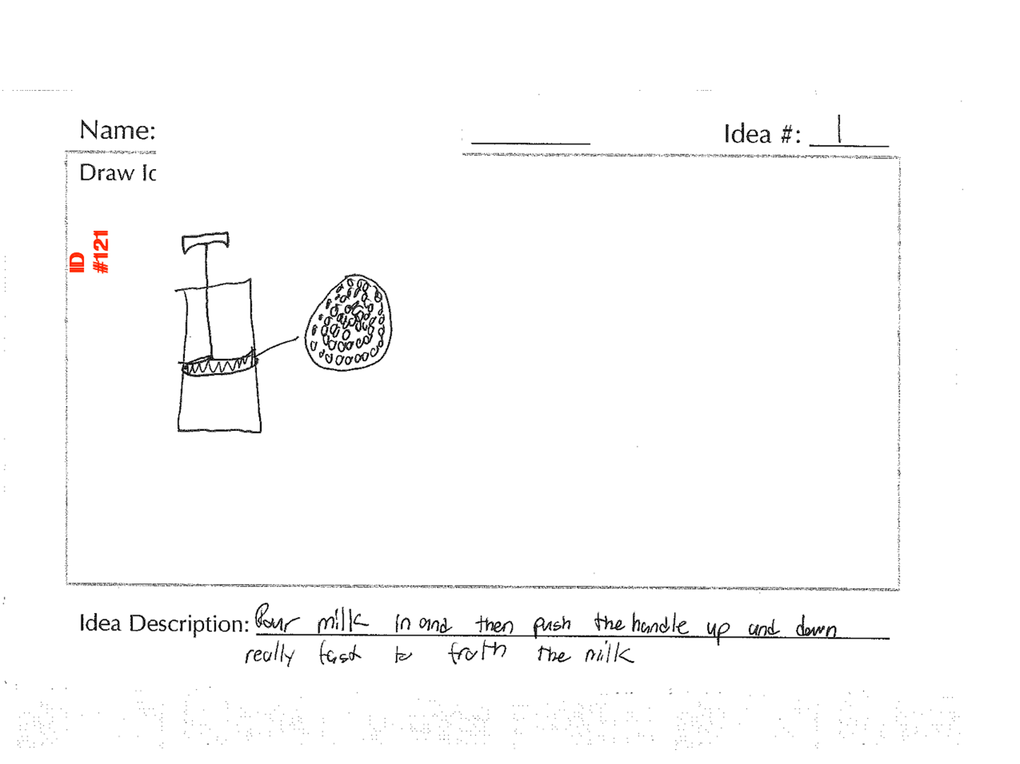 Name:
Idea #: 1
Draw Id
ID #121
Idea Description: Pour milk in and then push the handle up and down
really fast to froth the milk